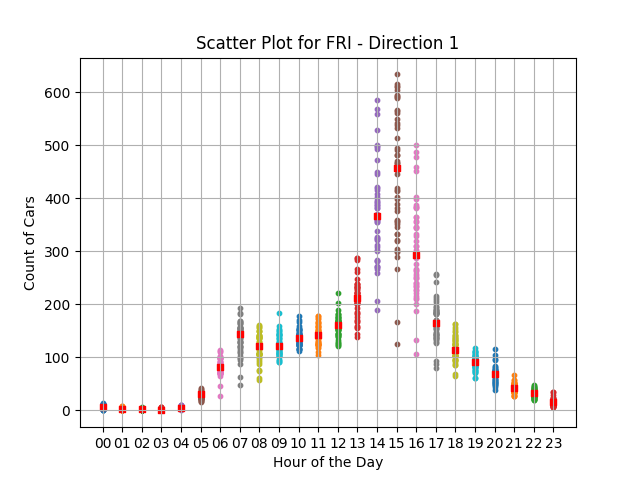 Scatter Plot for FRI - Direction 1
600
500
400
300
200
100
0
Count of Cars
00 01 02 03 04 05 06 07 08 09 10 11 12 13 14 15 16 17 18 19 20 21 22 23
Hour of the Day